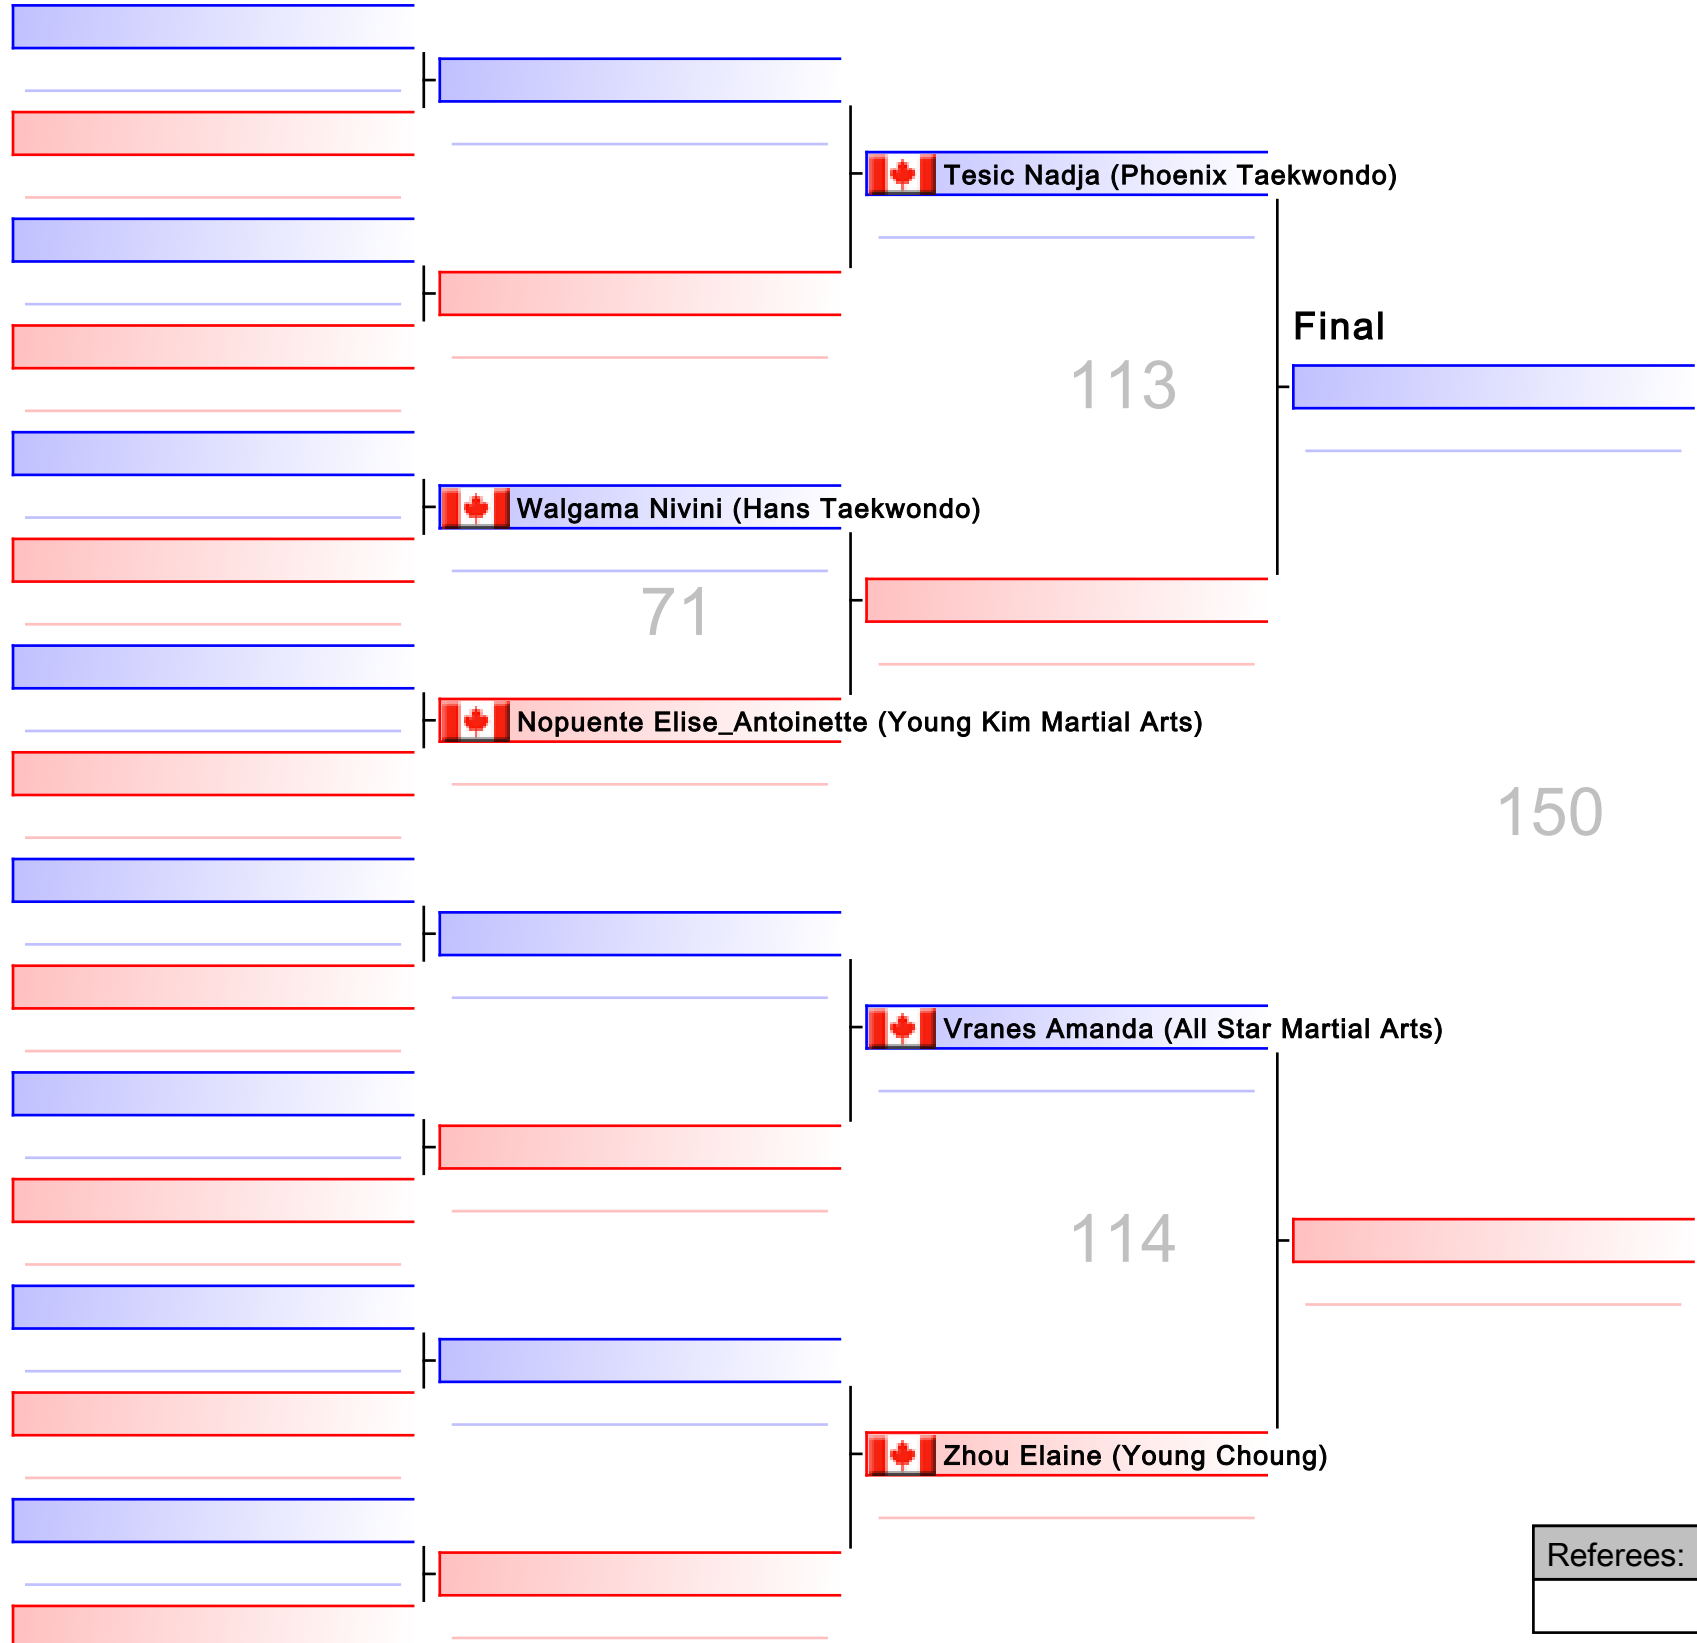 Tesic Nadja (Phoenix Taekwondo)
Final
113
Walgama Nivini (Hans Taekwondo)
71
Nopuente Elise_Antoinette (Young Kim Martial Arts)
150
Vranes Amanda (All Star Martial Arts)
114
Zhou Elaine (Young Choung)
Referees: